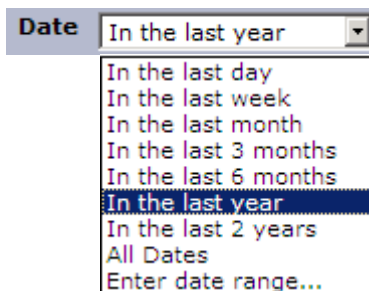 Date In the last year
In the last day
In the last week
In the last month
In the last 3 months
In the last 6 months
In the last year
In the last 2 years
All Dates
Enter date range...